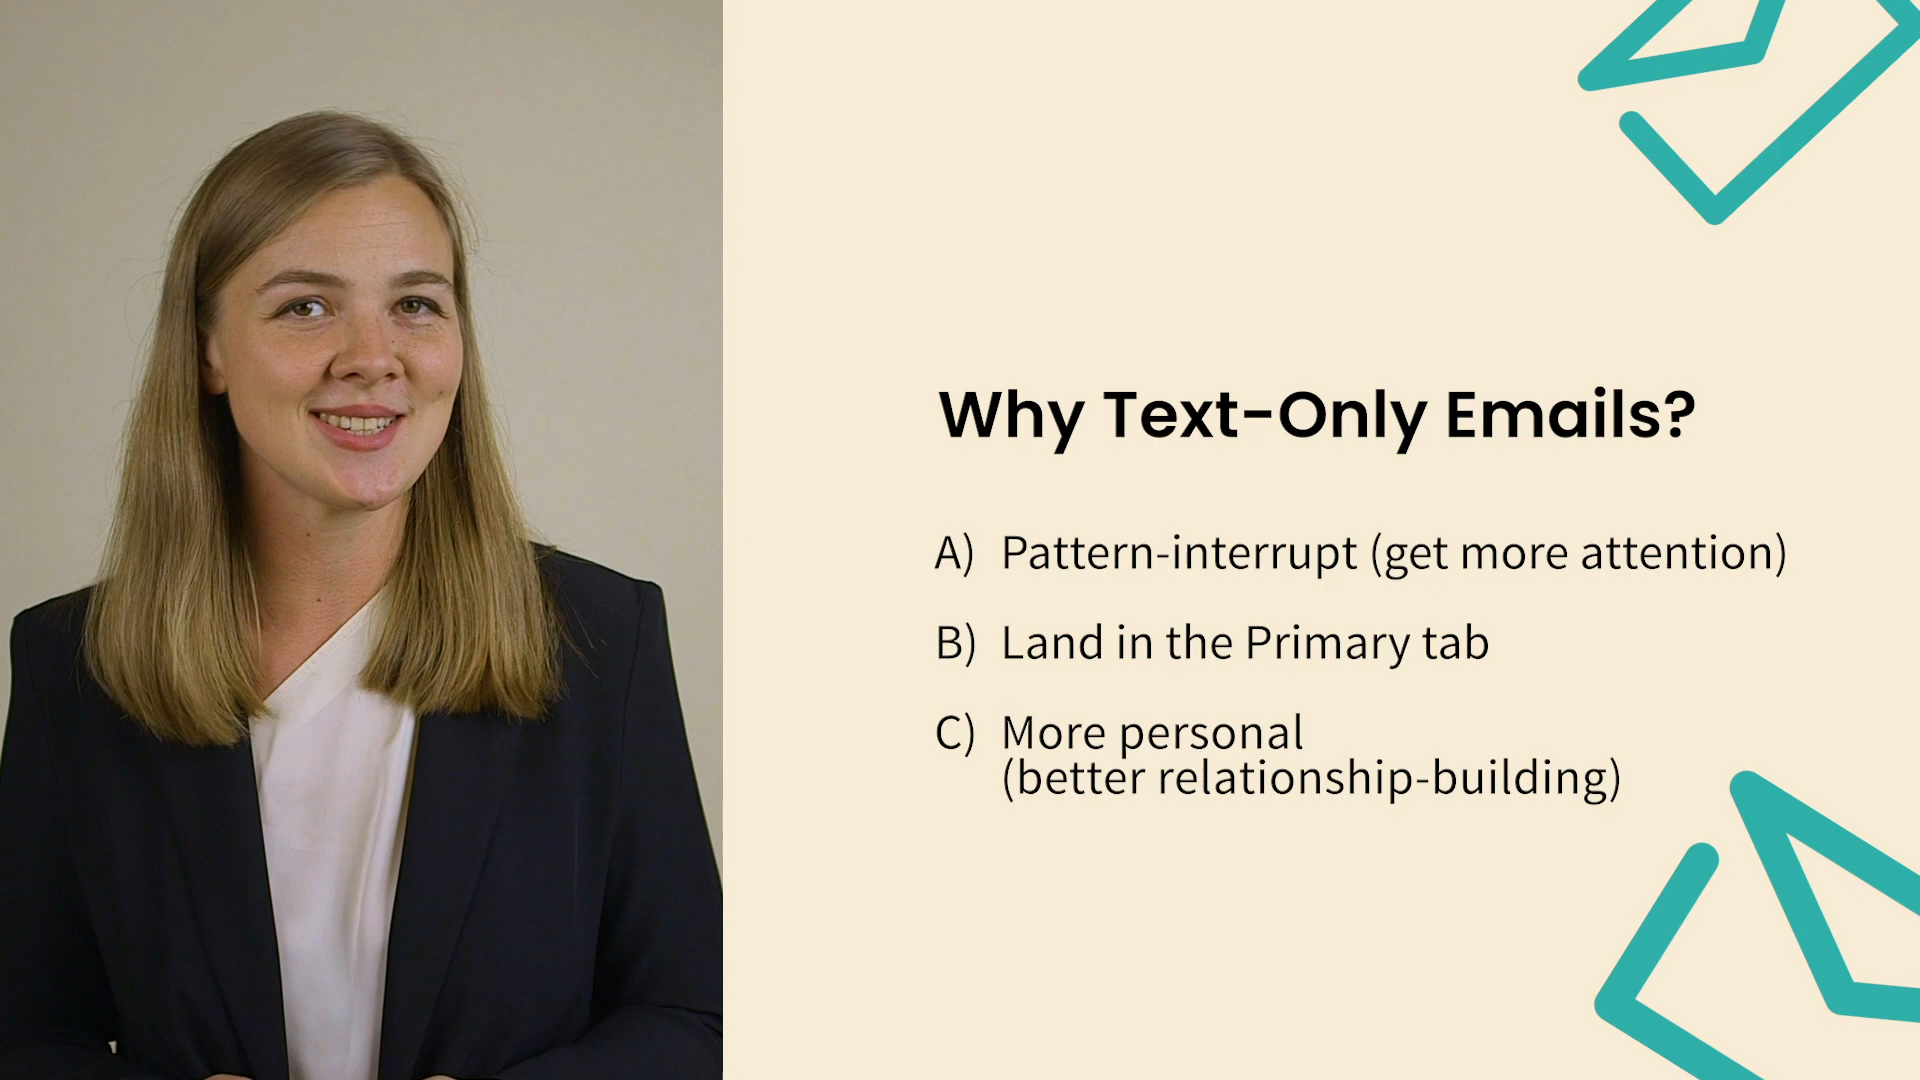 Why Text-Only Emails?
A) Pattern-interrupt (get more attention)
B) Land in the Primary tab
C) More personal
(better relationship-building)